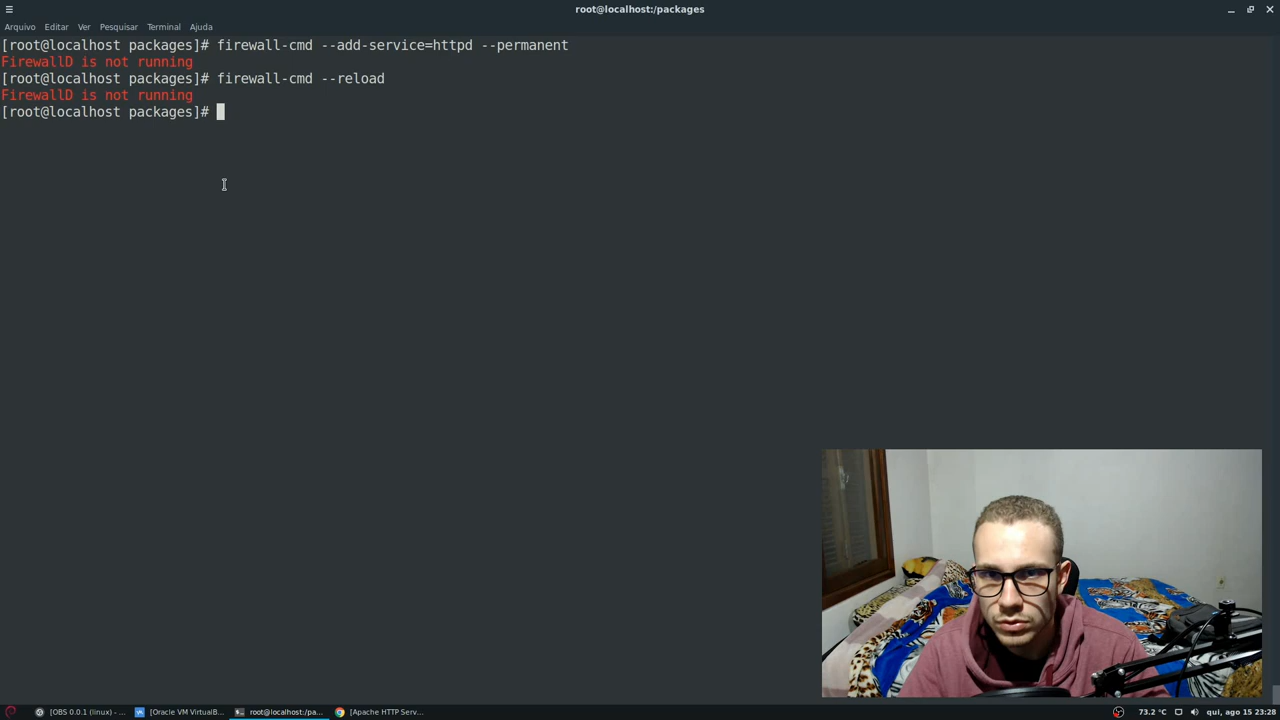 root@localhost:/packages
Arquivo Editar Ver Pesquisar Terminal Ajuda
[root@localhost packages]# firewall-cmd --add-service=httpd --permanent
FirewallD is not running
[root@localhost packages]# firewall-cmd --reload
FirewallD is not running
[root@localhost packages]#
[OBS 0.0.1 (linux) - ... [Oracle VM VirtualB... root@localhost:/pa... [Apache HTTP Serv... 73.2 °C qui, ago 15 23:28